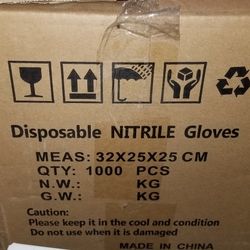 Disposable NITRILE Gloves
MEAS: 32X25X25 CM
QTY: 1000 PCS
N.W.: KG
G.W.: KG
Caution:
Please keep it in the cool and condition
Do not use when it is damaged
MADE IN CHINA